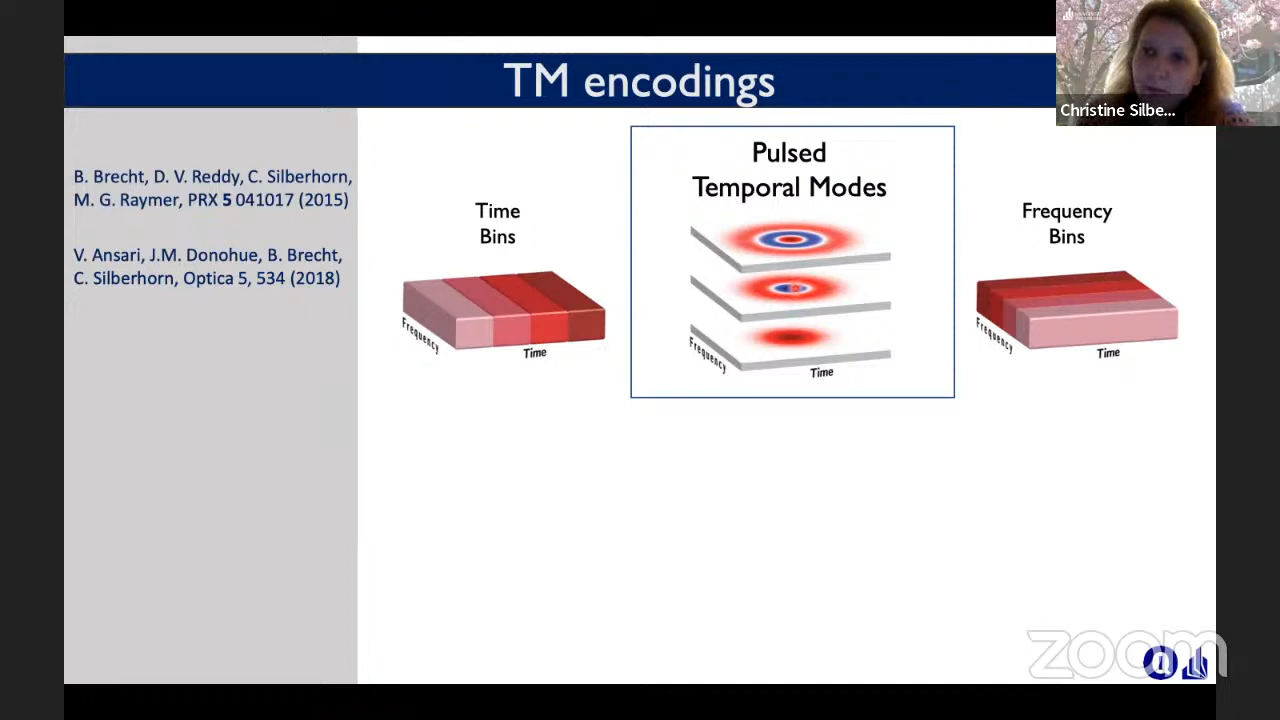 TM encodings
Christine Silbe...
B. Brecht, D. V. Reddy, C. Silberhorn,
M. G. Raymer, PRX 5 041017 (2015)
V. Ansari, J.M. Donohue, B. Brecht,
C. Silberhorn, Optica 5, 534 (2018)
Time
Bins
Frequency
Time
Pulsed
Temporal Modes
Frequency
Time
Frequency
Bins
Frequency
Time
zoom